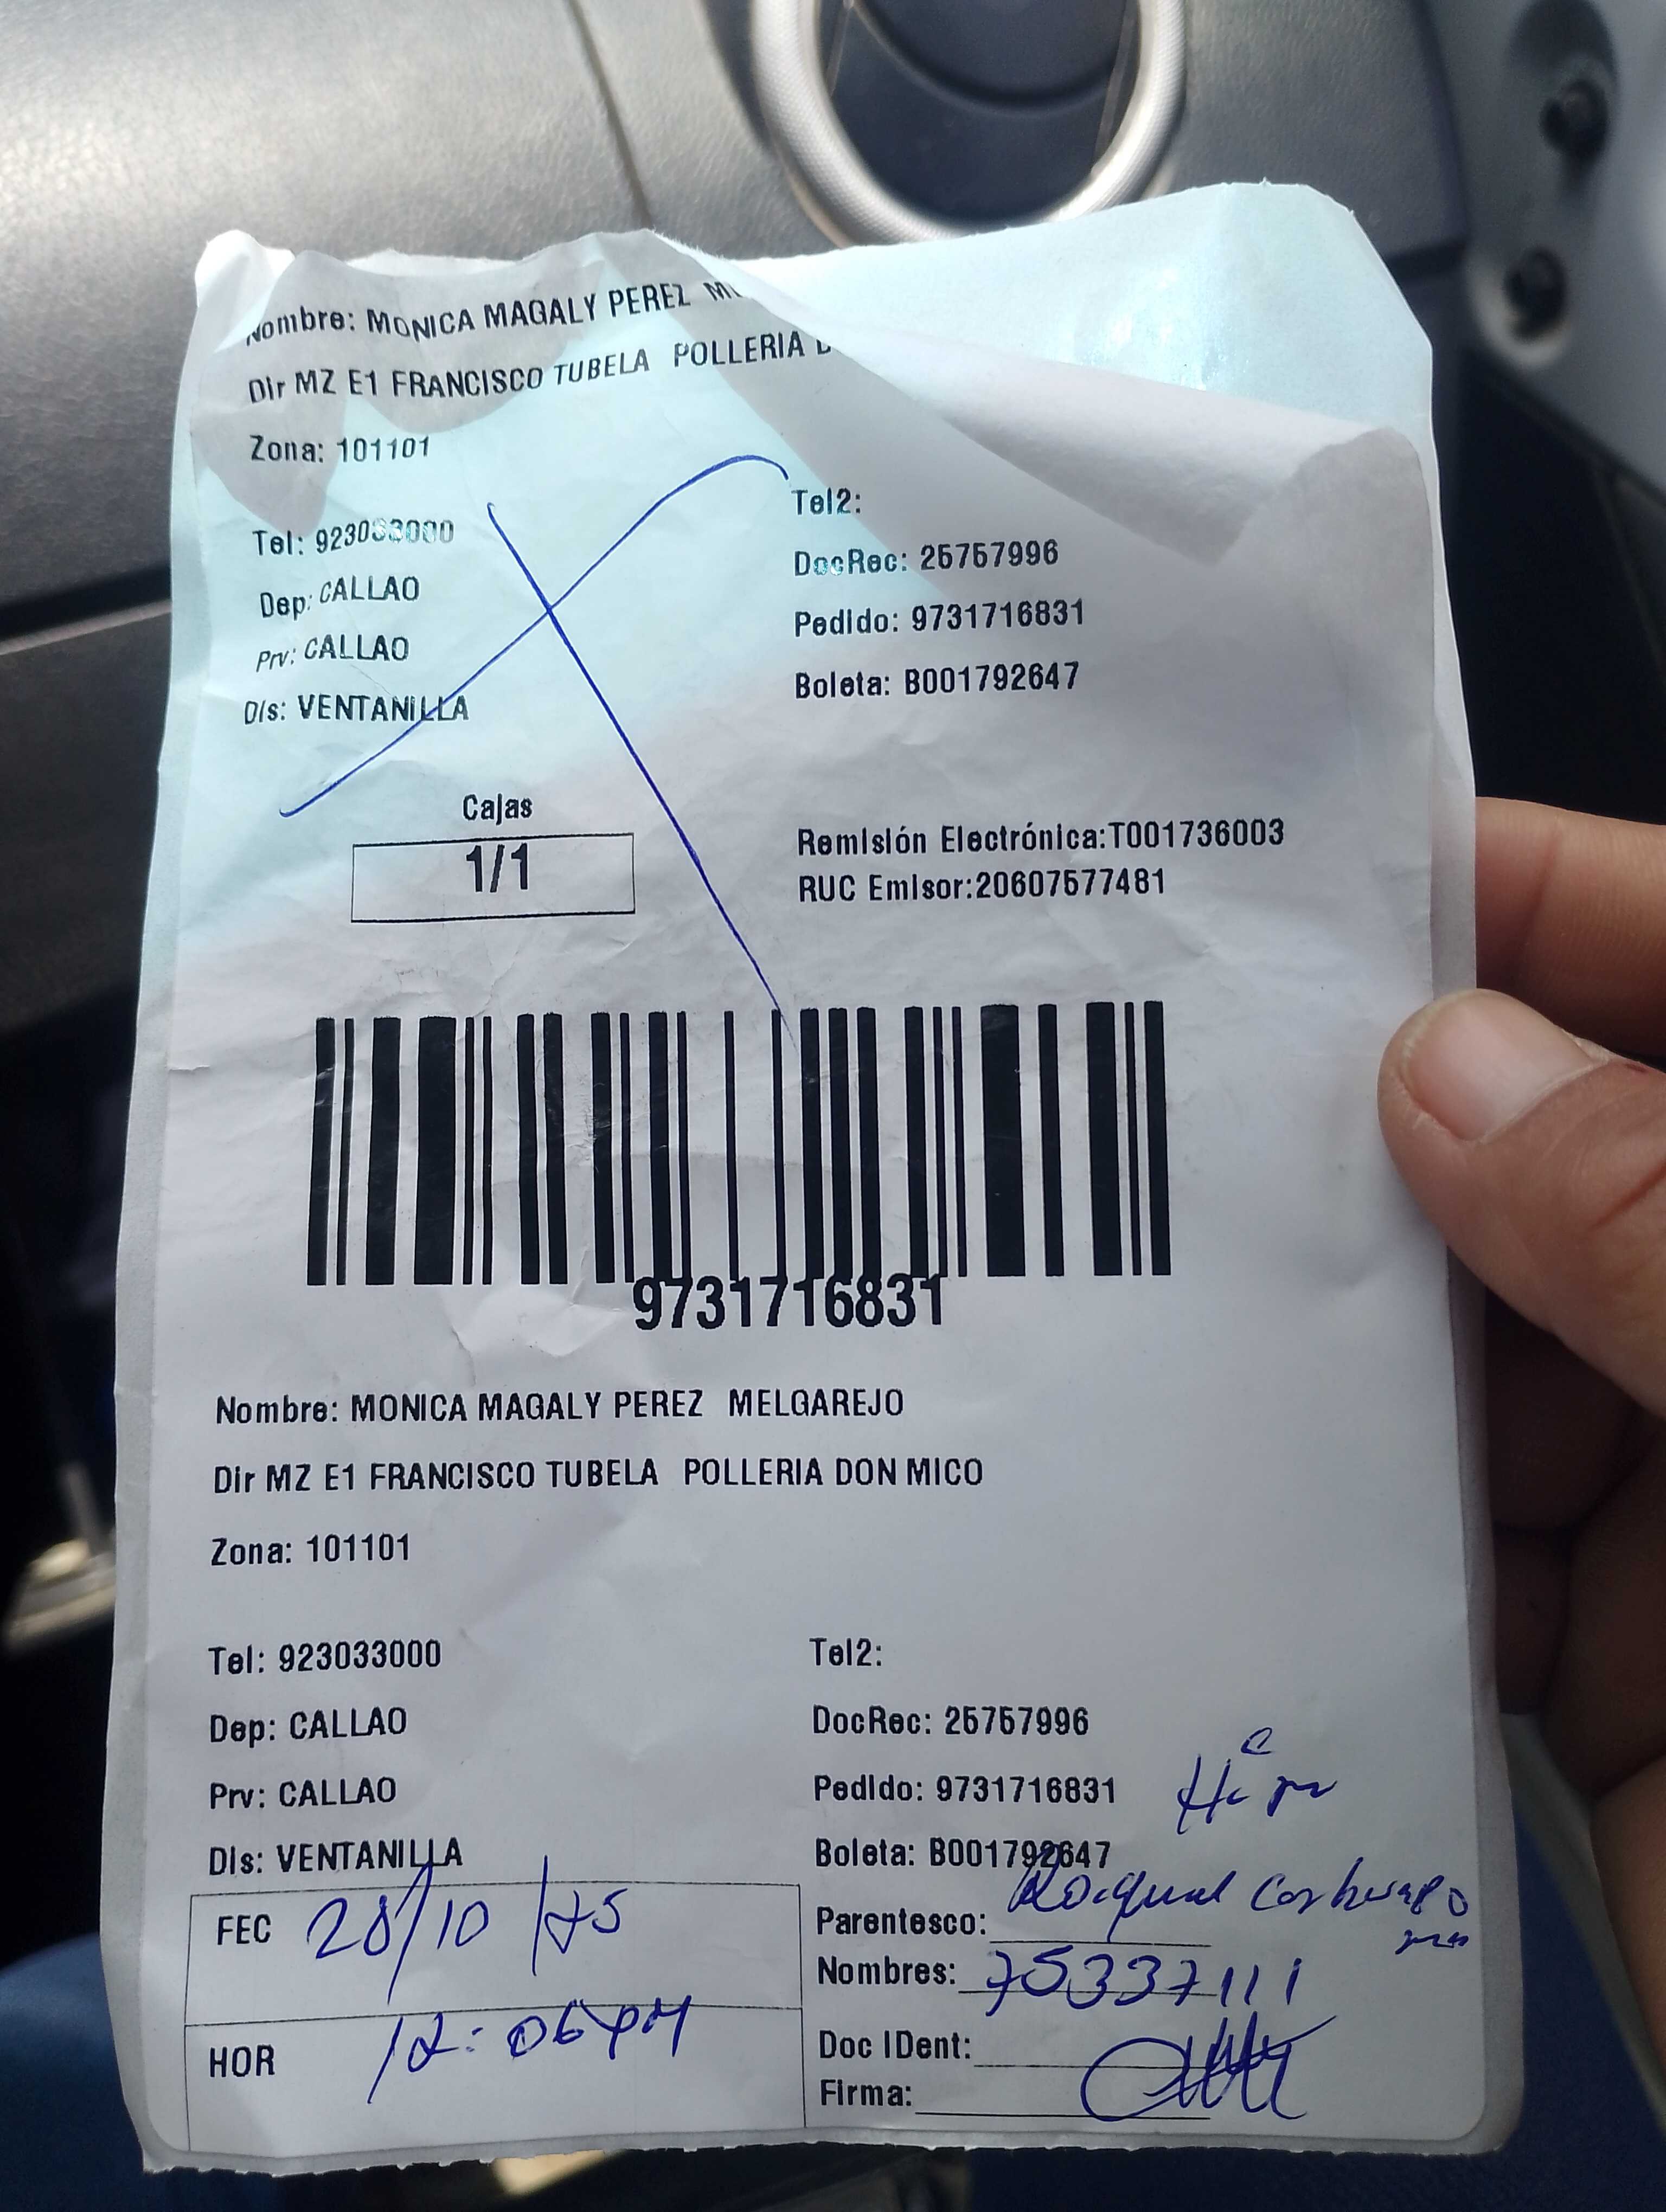 Nombre: MONICA MAGALY PEREZ
Dir MZ E1 FRANCISCO TUBELA POLLERIA
Zona: 101101
Tel: 923033000
Tel2:
Dep: CALLAO
DocRec: 25757996
Prv: CALLAO
Pedido: 9731716831
Dis: VENTANILLA
Boleta: B001792647
Cajas
1/1
Remisión Electrónica:T001736003
RUC Emisor:20607577481
9731716831
Nombre: MONICA MAGALY PEREZ MELGAREJO
Dir MZ E1 FRANCISCO TUBELA POLLERIA DON MICO
Zona: 101101
Tel: 923033000
Tel2:
Dep: CALLAO
DocRec: 25757996
Prv: CALLAO
Pedido: 9731716831
Dis: VENTANILLA
Boleta: B001792647
FEC 28/10
Parentesco:
Nombres: 75337111
HOR 12:06 PM
Doc IDent:
Firma: